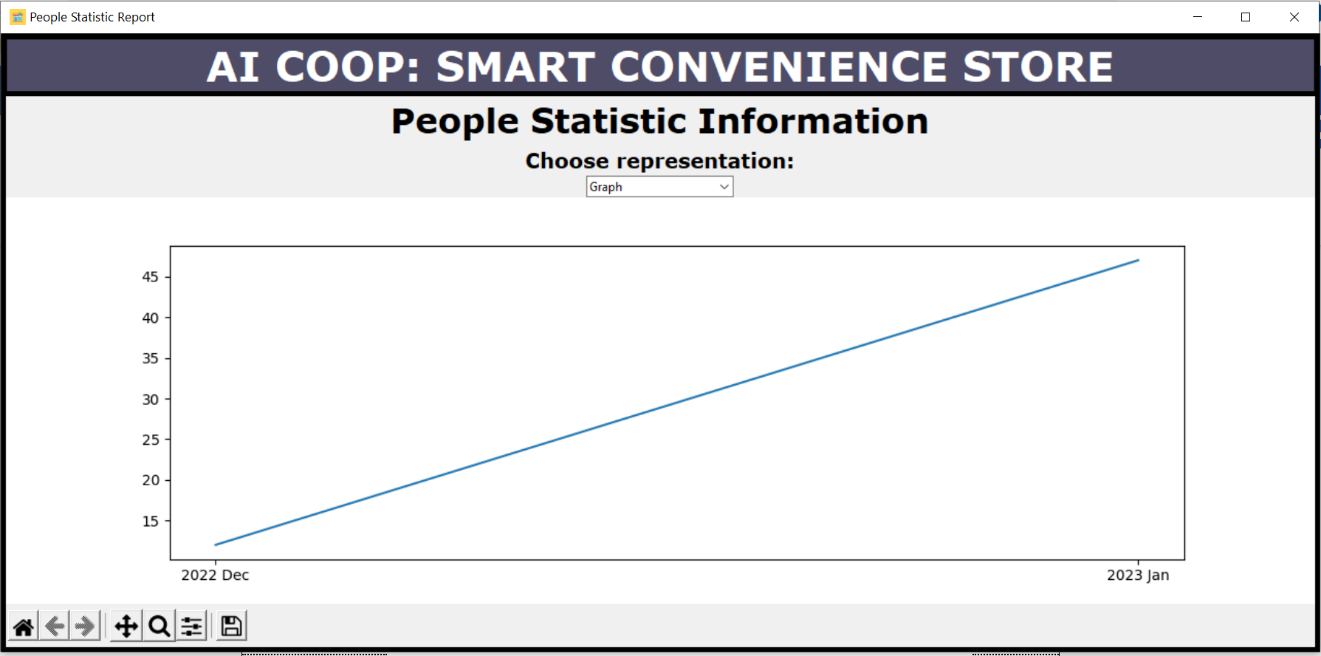 People Statistic Report
AI COOP: SMART CONVENIENCE STORE
People Statistic Information
Choose representation:
Graph
45
40
35
30
25
20
15
2022 Dec 2023 Jan